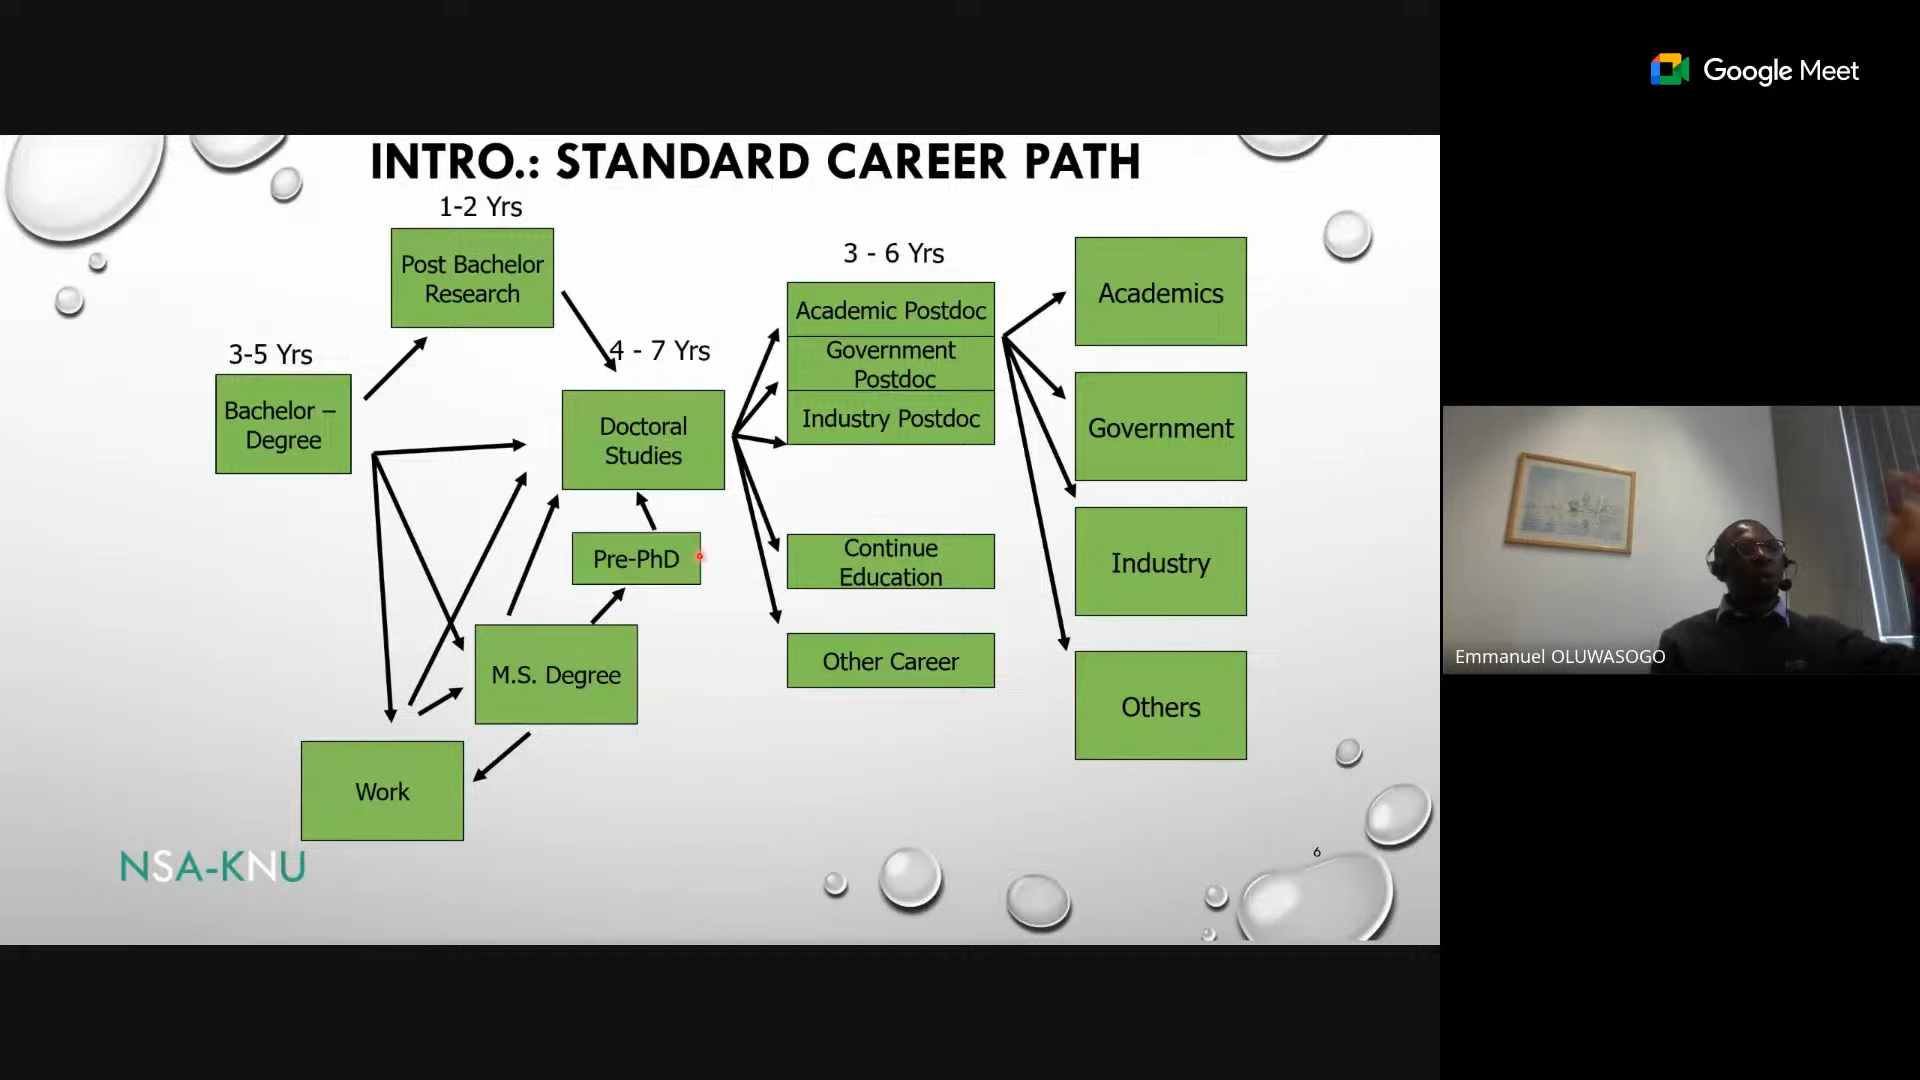 INTRO.: STANDARD CAREER PATH
1-2 Yrs
Post Bachelor
Research
3-5 Yrs
Bachelor –
Degree
4 - 7 Yrs
Doctoral
Studies
Pre-PhD
M.S. Degree
Work
3 - 6 Yrs
Academic Postdoc
Government
Postdoc
Industry Postdoc
Continue
Education
Other Career
Academics
Government
Industry
Others
NSA-KNU
6
Google Meet
Emmanuel OLUWASOGO